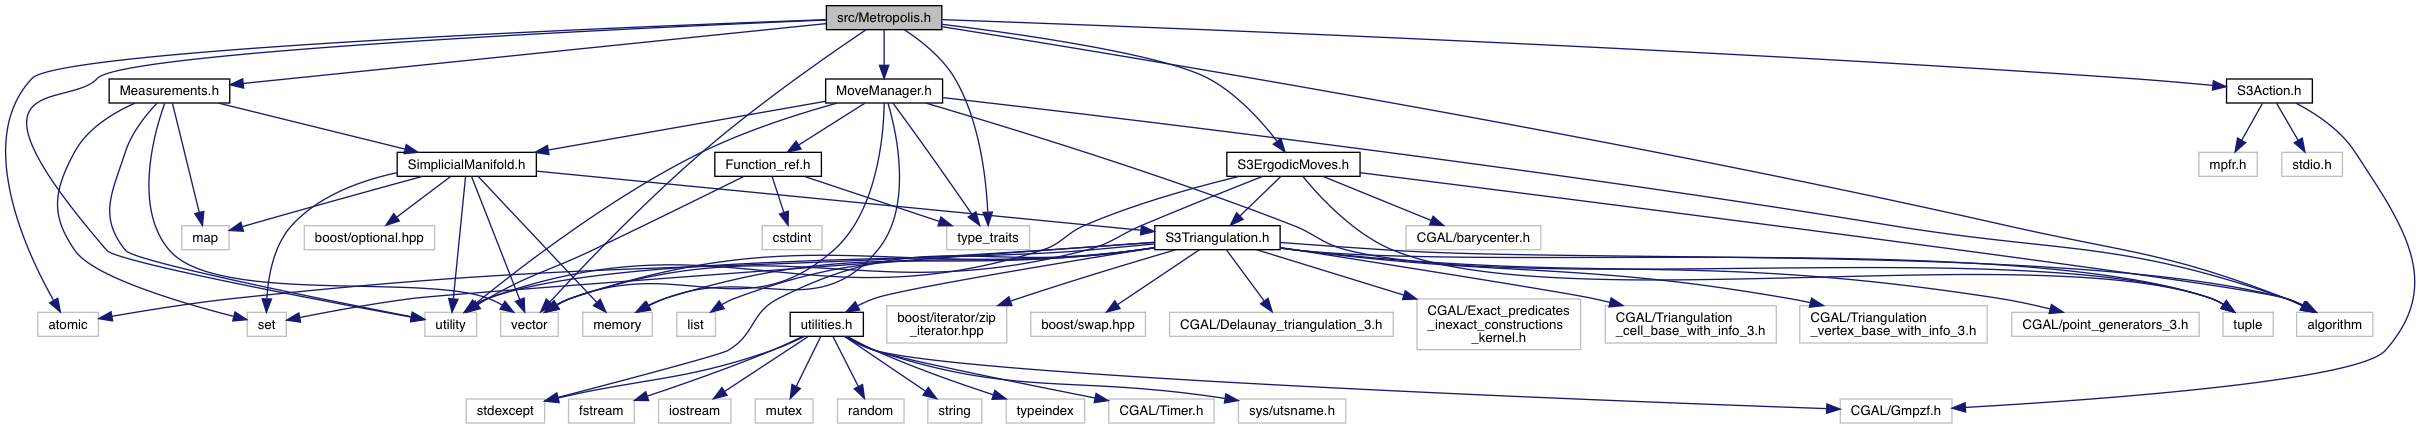 src/Metropolis.h
Measurements.h
MoveManager.h
S3Action.h
SimplicialManifold.h
Function_ref.h
S3ErgodicMoves.h
mpfr.h
stdio.h
map
boost/optional.hpp
cstdint
type_traits
S3Triangulation.h
CGAL/barycenter.h
atomic
set
utility
vector
memory
list
utilities.h
boost/iterator/zip
_iterator.hpp
boost/swap.hpp
CGAL/Delaunay_triangulation_3.h
CGAL/Exact_predicates
_inexact_constructions
_kernel.h
CGAL/Triangulation
_cell_base_with_info_3.h
CGAL/Triangulation
_vertex_base_with_info_3.h
CGAL/point_generators_3.h
tuple
algorithm
stdexcept
fstream
iostream
mutex
random
string
typeindex
CGAL/Timer.h
sys/utsname.h
CGAL/Gmpzf.h